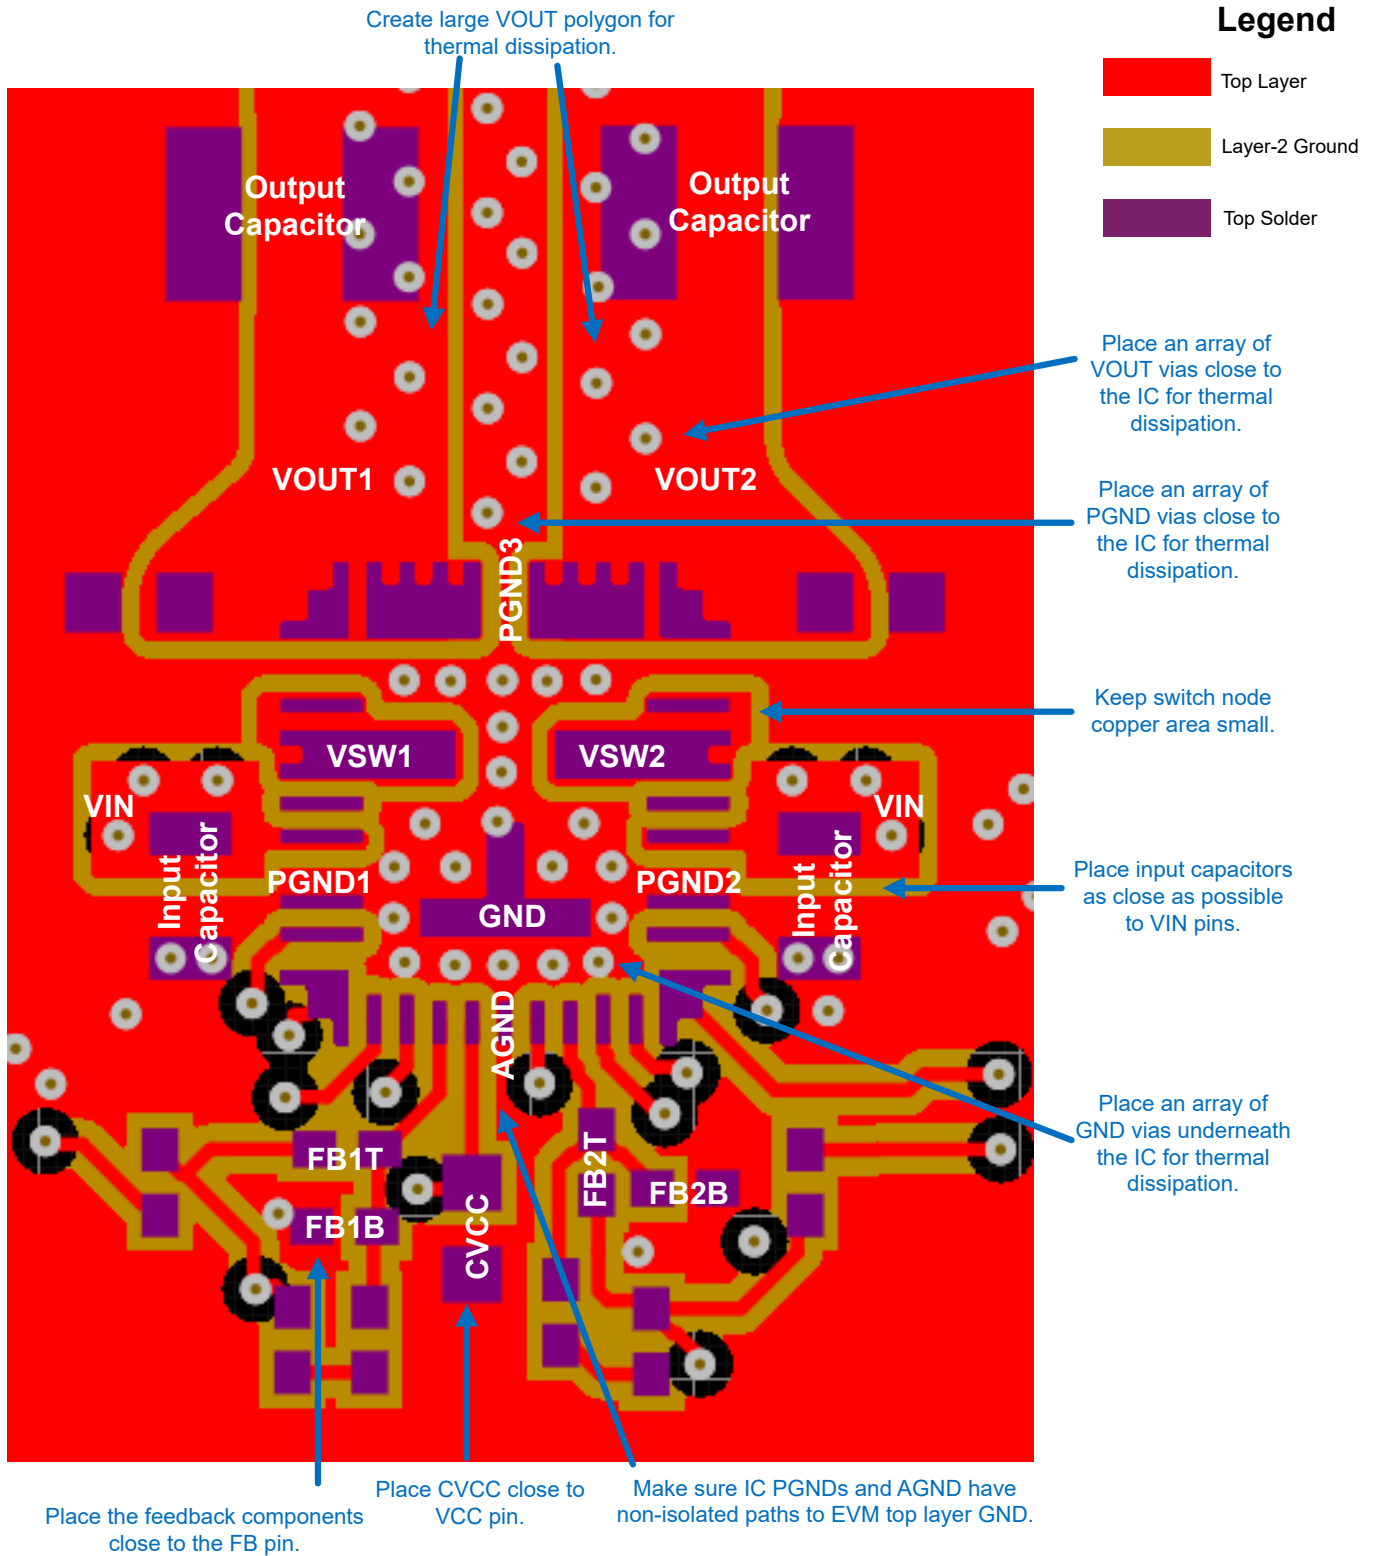 Create large VOUT polygon for
thermal dissipation.
Legend
Top Layer
Layer-2 Ground
Top Solder
Output
Capacitor
Output
Capacitor
Place an array of
VOUT vias close to
the IC for thermal
dissipation.
VOUT1
VOUT2
Place an array of
PGND vias close to
the IC for thermal
dissipation.
PGND3
Keep switch node
copper area small.
VSW1
VSW2
VIN
VIN
Input
Capacitor
Input
Capacitor
PGND1
PGND2
GND
Place input capacitors
as close as possible
to VIN pins.
AGND
Place an array of
GND vias underneath
the IC for thermal
dissipation.
FB1T
FB2T
FB2B
FB1B
CVCC
Place the feedback components
close to the FB pin.
Place CVCC close to
VCC pin.
Make sure IC PGNDs and AGND have
non-isolated paths to EVM top layer GND.